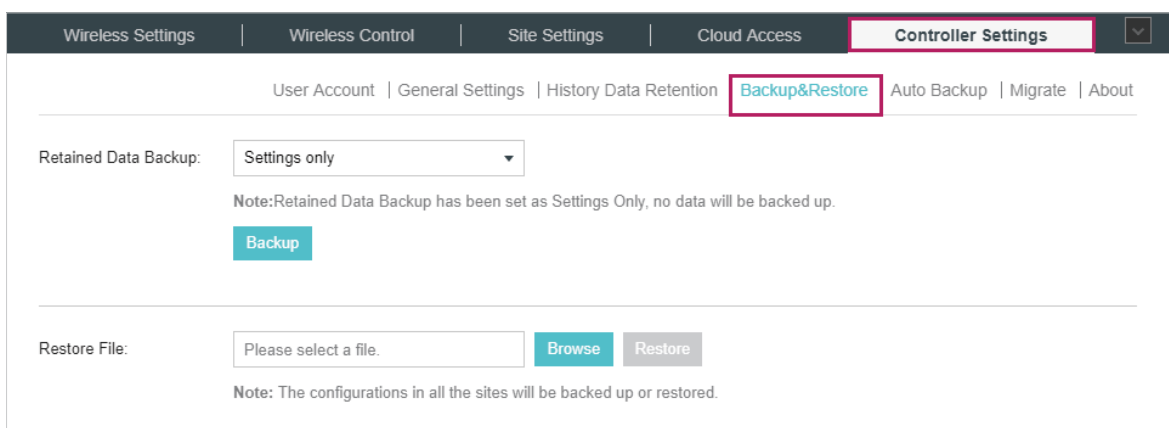 Wireless Settings | Wireless Control | Site Settings | Cloud Access Controller Settings
User Account | General Settings | History Data Retention Backup&Restore Auto Backup | Migrate | About
Retained Data Backup: Settings only
Note:Retained Data Backup has been set as Settings Only, no data will be backed up.
Backup
Restore File: Please select a file. Browse Restore
Note: The configurations in all the sites will be backed up or restored.